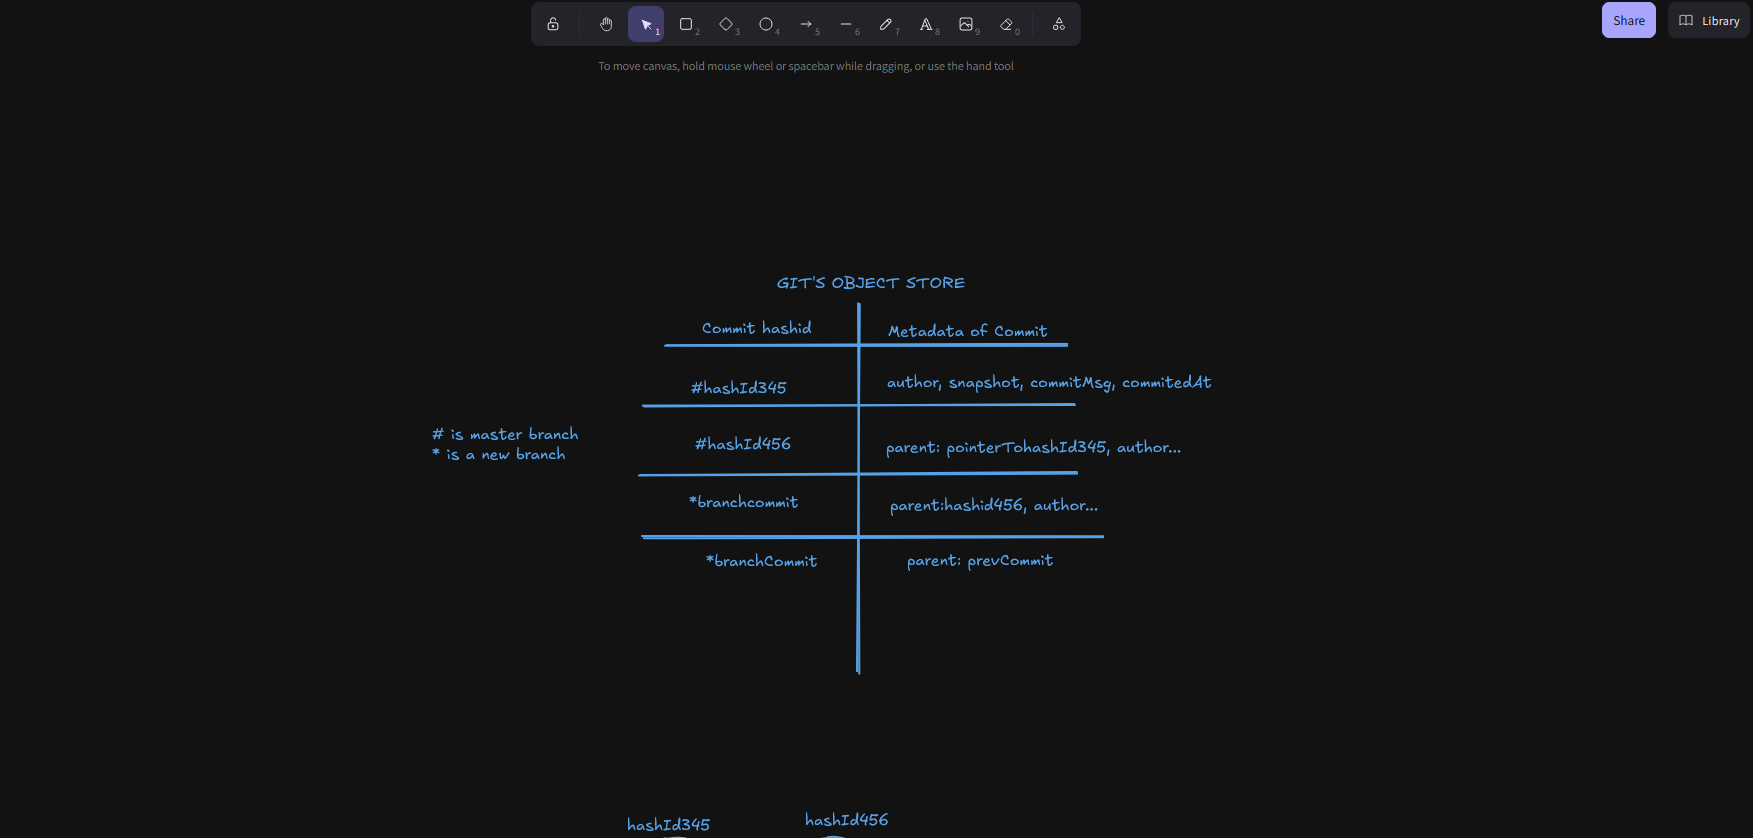 1
2
3
4
5
6
7
8
9
0
Share
Library
To move canvas, hold mouse wheel or spacebar while dragging, or use the hand tool
GIT'S OBJECT STORE
Commit hashid
Metadata of Commit
#hashId345
author, snapshot, commitMsg, commitedAt
# is master branch
* is a new branch
#hashId456
parent: pointerTohashId345, author...
*branchcommit
parent:hashid456, author...
*branchCommit
parent: prevCommit
hashId345
hashId456